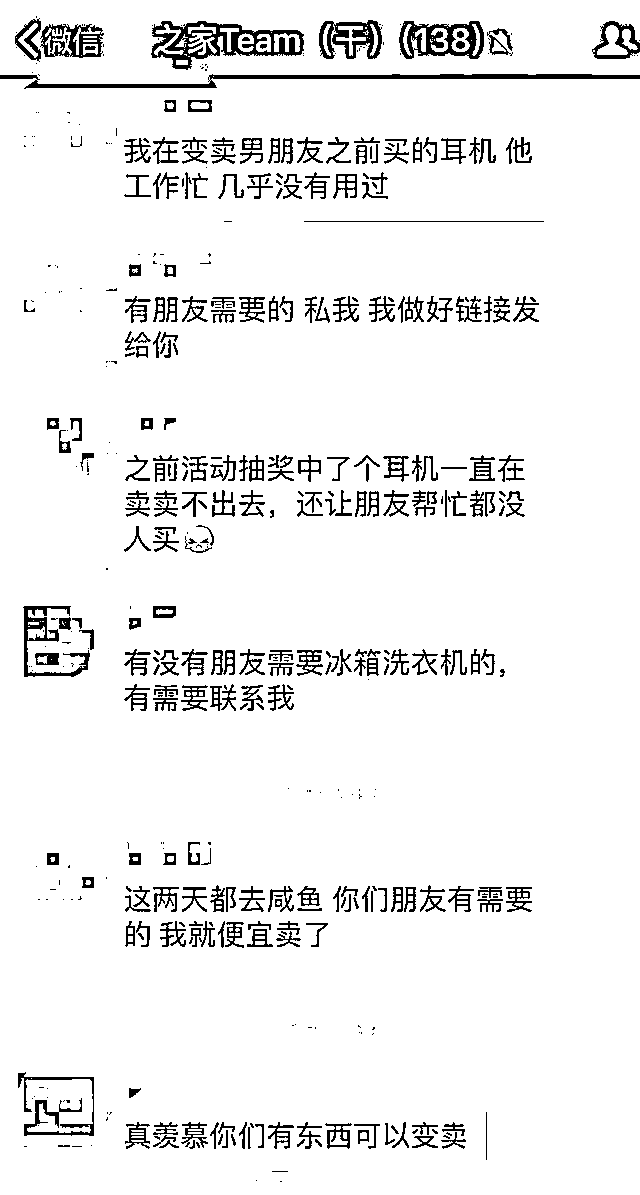 微信
之家Team（干）(138)
我在变卖男朋友之前买的耳机 他
工作忙 几乎没有用过
有朋友需要的 私我 我做好链接发
给你
之前活动抽奖中了个耳机一直在
卖卖不出去，还让朋友帮忙都没
人买
有没有朋友需要冰箱洗衣机的，
有需要联系我
这两天都去咸鱼 你们朋友有需要
的 我就便宜卖了
真羡慕你们有东西可以变卖